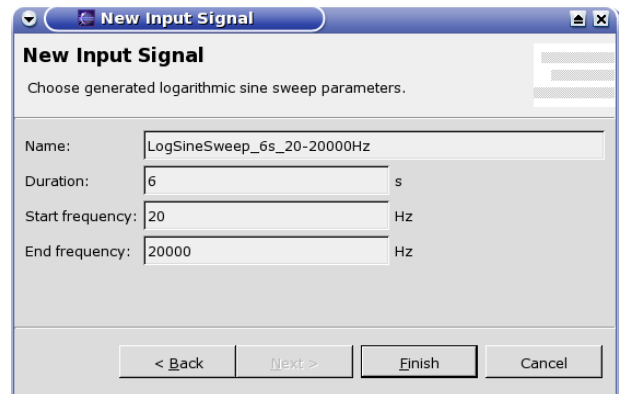 New Input Signal
New Input Signal
Choose generated logarithmic sine sweep parameters.
Name: LogSineSweep_6s_20-20000Hz
Duration: 6 s
Start frequency: 20 Hz
End frequency: 20000 Hz
< Back Next > Finish Cancel